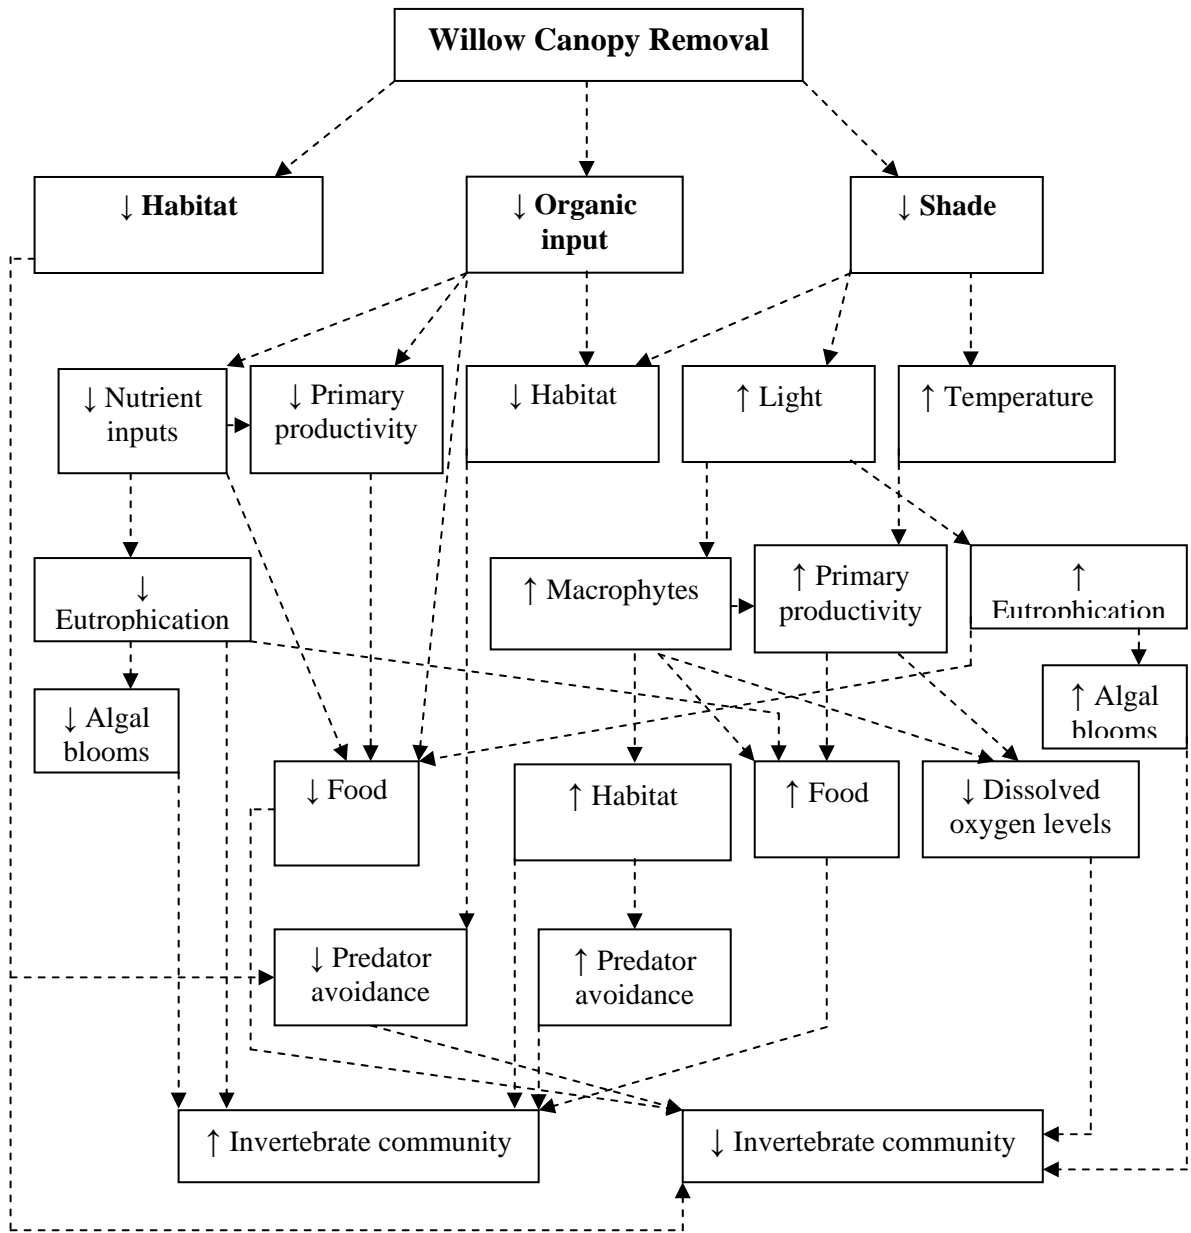 Willow Canopy Removal
↓ Habitat
↓ Organic
input
↓ Shade
↓ Nutrient
inputs
↓ Primary
productivity
↓ Habitat
↑ Light
↑ Temperature
↓
Eutrophication
↑ Macrophytes
↑ Primary
productivity
↑
Eutrophication
↓ Algal
blooms
↑ Algal
blooms
↓ Food
↑ Habitat
↑ Food
↓ Dissolved
oxygen levels
↓ Predator
avoidance
↑ Predator
avoidance
↑ Invertebrate community
↓ Invertebrate community